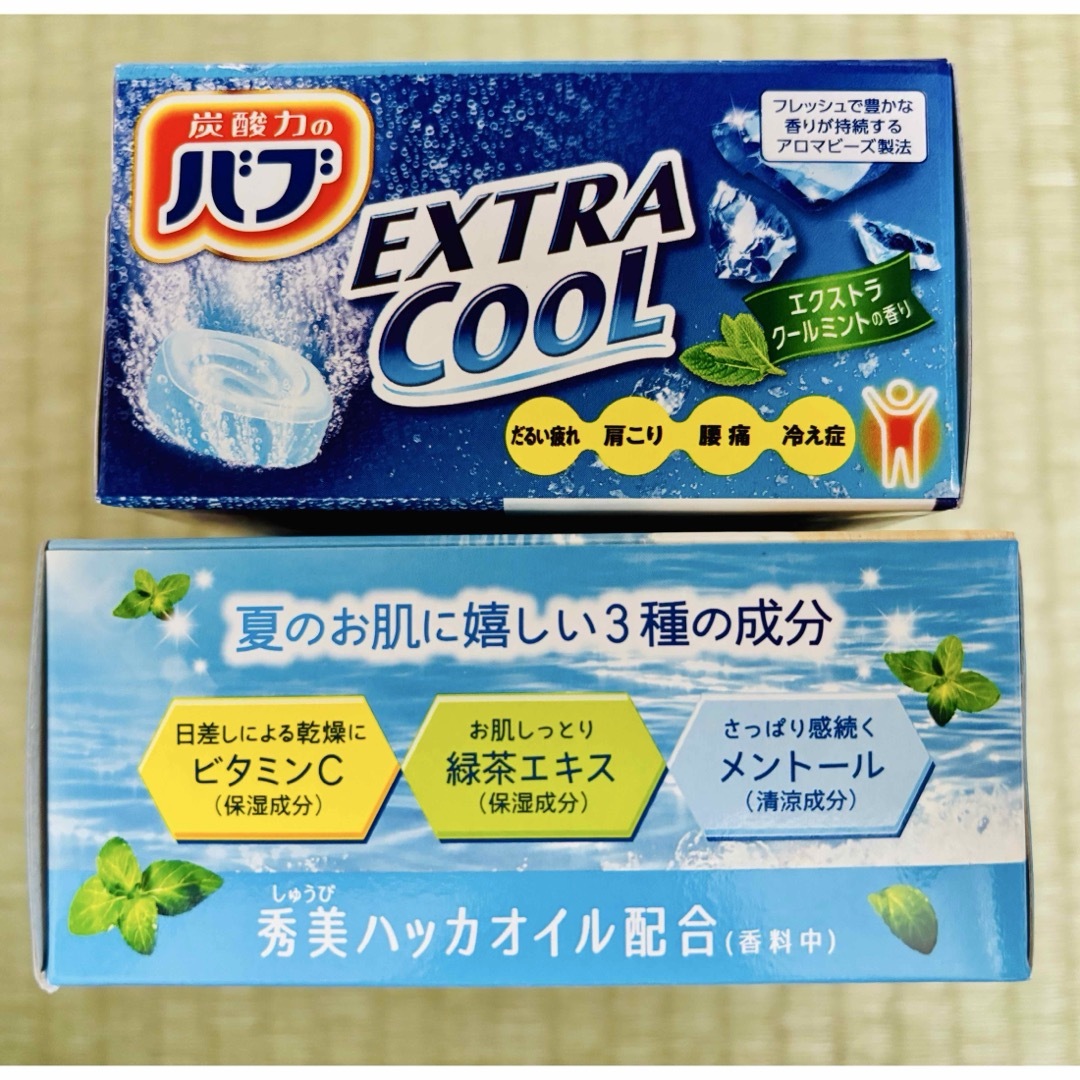 炭酸力の
バブ
EXTRA
COOL
フレッシュで豊かな
香りが持続する
アロマビーズ製法
エクストラ
クールミントの香り
だるい疲れ 肩こり 腰痛 冷え症
夏のお肌に嬉しい3種の成分
日差しによる乾燥に
ビタミンC
(保湿成分)
お肌しっとり
緑茶エキス
(保湿成分)
さっぱり感続く
メントール
(清涼成分)
しゅうび
秀美ハッカオイル配合(香料中)